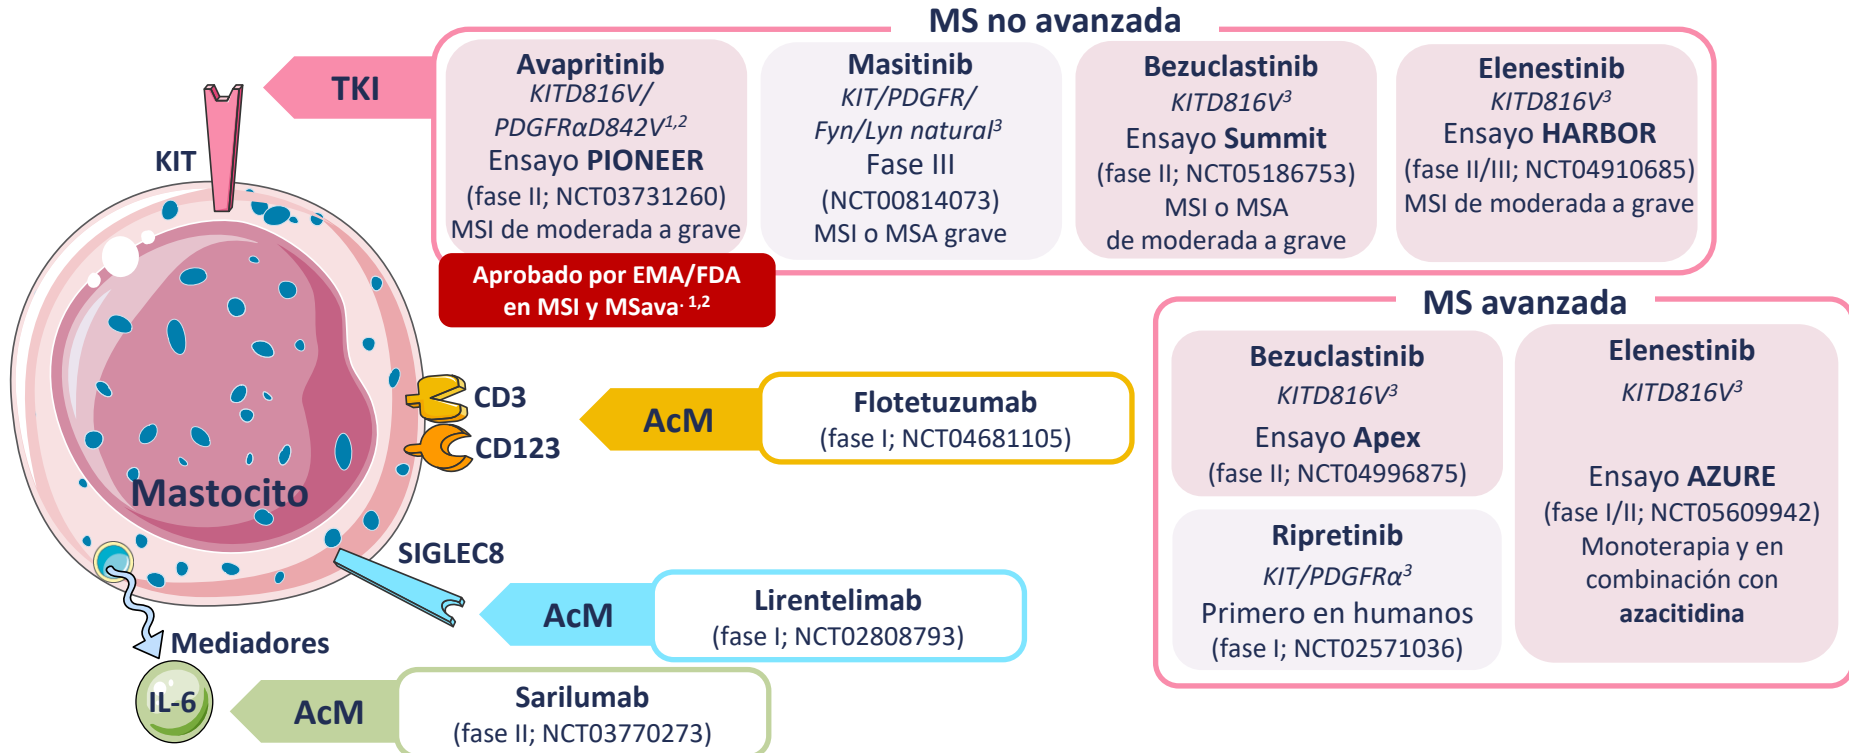 MS no avanzada
TKI
Avapritinib
KITD816V/
PDGFRαD842V1,2
Ensayo PIONEER
(fase II; NCT03731260)
MSI de moderada a grave
Aprobado por EMA/FDA
en MSI y MSava. 1,2
Masitinib
KIT/PDGFR/
Fyn/Lyn natural3
Fase III
(NCT00814073)
MSI o MSA grave
Bezuclastinib
KITD816V3
Ensayo Summit
(fase II; NCT05186753)
MSI o MSA
de moderada a grave
Elenestinib
KITD816V3
Ensayo HARBOR
(fase II/III; NCT04910685)
MSI de moderada a grave
KIT
Mastocito
CD3
CD123
AcM
Flotetuzumab
(fase I; NCT04681105)
SIGLEC8
AcM
Lirentelimab
(fase I; NCT02808793)
Mediadores
IL-6
AcM
Sarilumab
(fase II; NCT03770273)
MS avanzada
Bezuclastinib
KITD816V3
Ensayo Apex
(fase II; NCT04996875)
Ripretinib
KIT/PDGFRα3
Primero en humanos
(fase I; NCT02571036)
Elenestinib
KITD816V3
Ensayo AZURE
(fase I/II; NCT05609942)
Monoterapia y en
combinación con
azacitidina